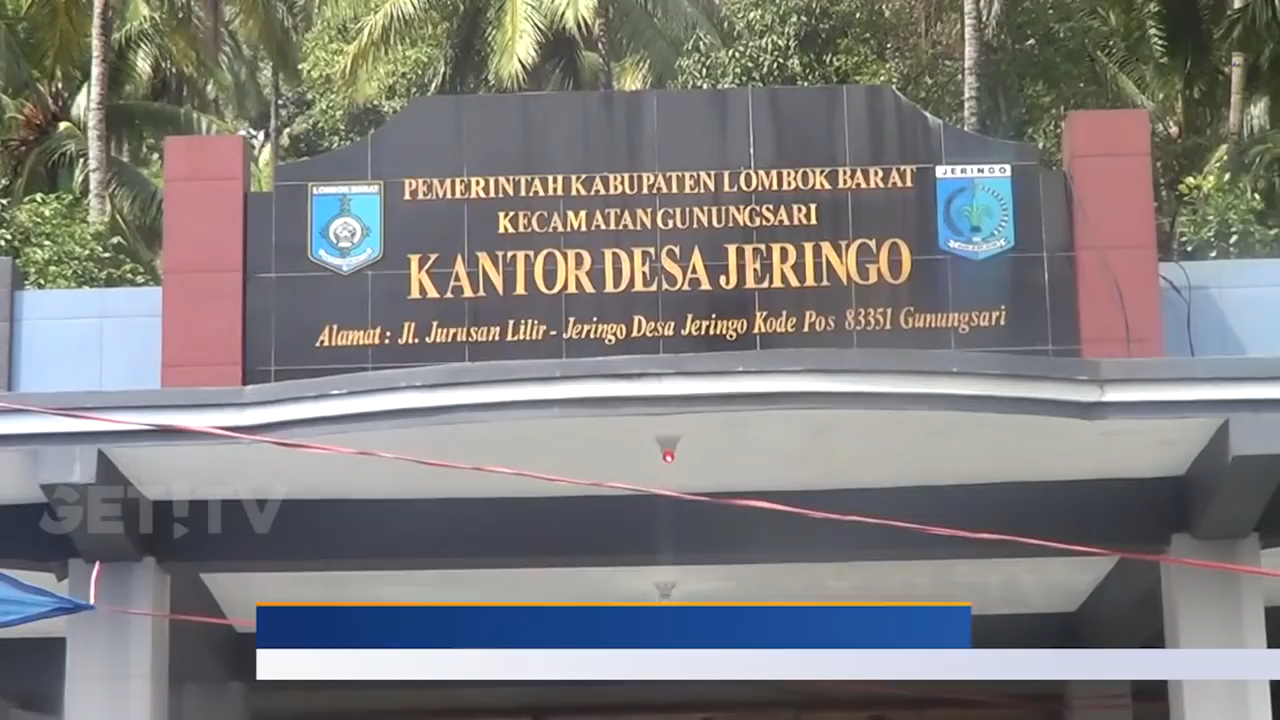 PEMERINTAH KABUPATEN LOMBOK BARAT
KECAMATAN GUNUNGSARI
KANTOR DESA JERINGO
Alamat : Jl. Jurusan Lilir - Jeringo Desa Jeringo Kode Pos 83351 Gunungsari
LOMBOK BARAT
JERINGO
GET!TV